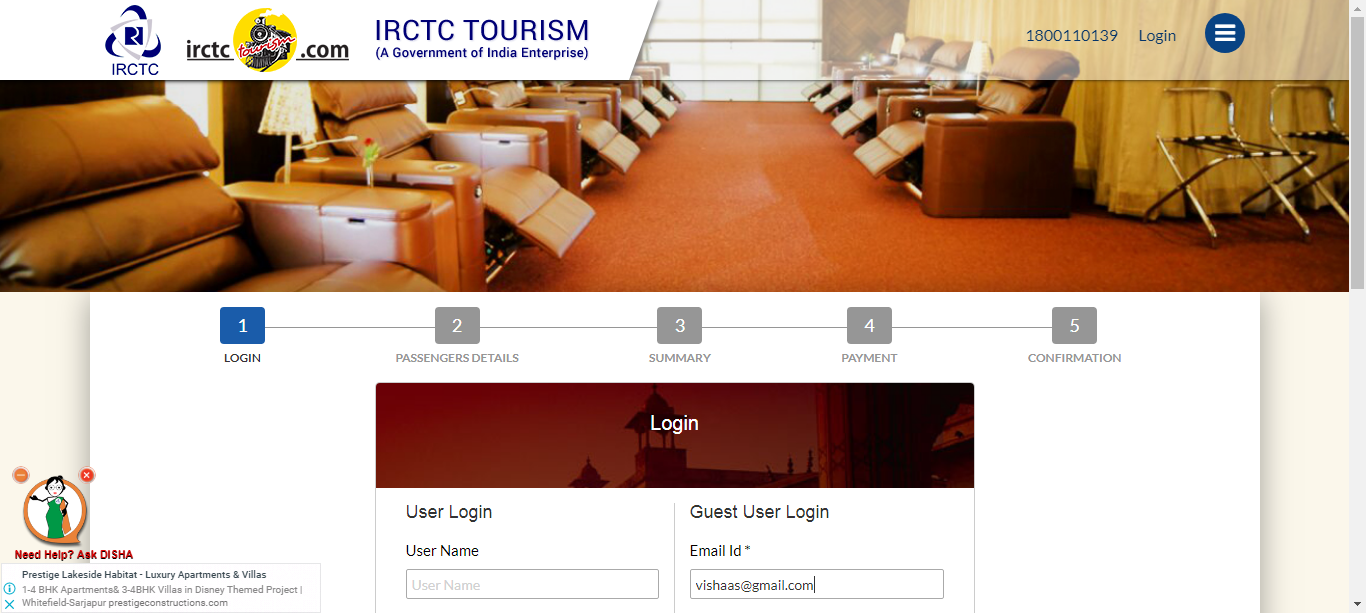 IRCTC
irctc tourism .com
IRCTC TOURISM
(A Government of India Enterprise)
1800110139 Login
1 2 3 4 5
LOGIN PASSENGERS DETAILS SUMMARY PAYMENT CONFIRMATION
Login
User Login
User Name
User Name
Guest User Login
Email Id *
vishaas@gmail.com
Need Help? Ask DISHA
Prestige Lakeside Habitat - Luxury Apartments & Villas
1-4 BHK Apartments& 3-4BHK Villas in Disney Themed Project |
Whitefield-Sarjapur prestigeconstructions.com